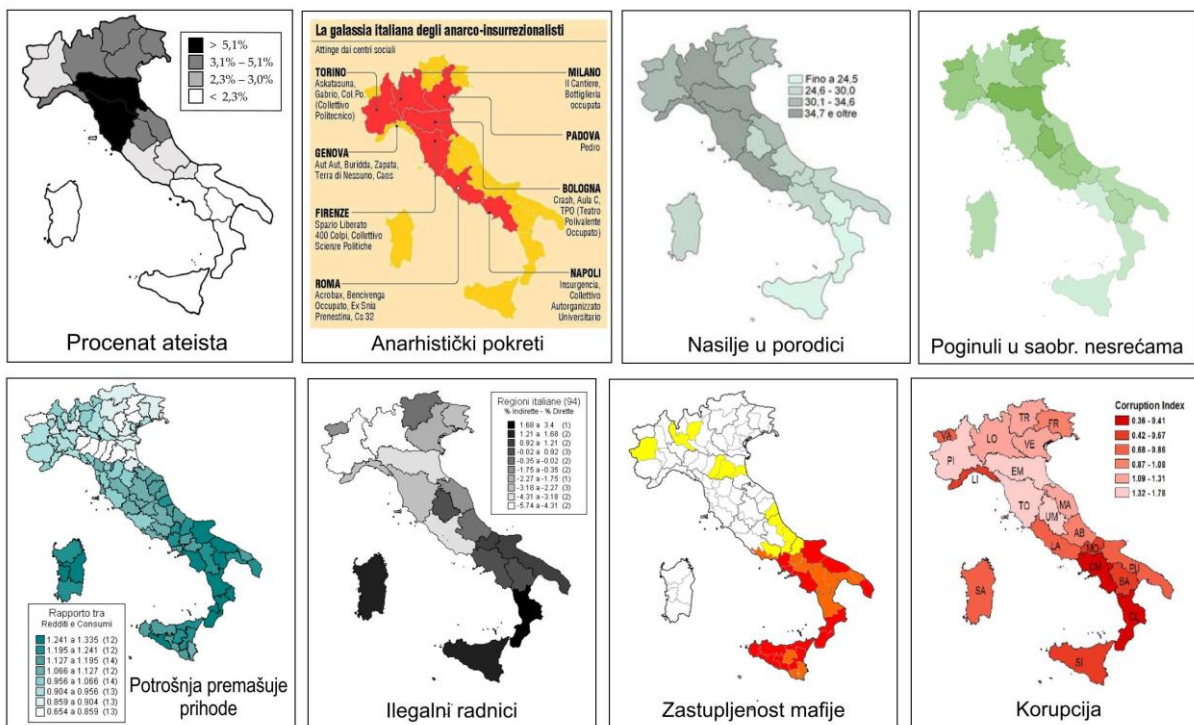 > 5,1%
3,1% – 5,1%
2,3% – 3,0%
< 2,3%
Procenat ateista
La galassia italiana degli anarco-insurrezionalisti
Attinge dai centri sociali
TORINO
Askatasuna,
Gabrio, Col.Po
(Collettivo
Politecnico)
MILANO
Il Cantiere,
Bottiglieria
occupata
PADOVA
Pedro
GENOVA
Aut Aut, Buridda, Zapata,
Terra di Nessuno, Caos
BOLOGNA
Crash, Aula C,
TPO (Teatro
Polivalente
Occupato)
FIRENZE
Spazio Liberato
400 Colpi, Collettivo
Scienze Politiche
ROMA
Acrobax, Bencivenga
Occupato, Ex Snia
Prenestina, Cs 32
NAPOLI
Insurgencia,
Collettivo
Autorganizzato
Universitario
Anarhistički pokreti
Fino a 24,5
24,6 - 30,0
30,1 - 34,6
34,7 e oltre
Nasilje u porodici
Poginuli u saobr. nesrećama
Rapporto tra
Redditi e Consumi
1.241 a 1.335 (12)
1.195 a 1.241 (12)
1.127 a 1.195 (14)
1.066 a 1.127 (12)
0.956 a 1.066 (14)
0.904 a 0.956 (13)
0.859 a 0.904 (13)
0.654 a 0.859 (13)
Potrošnja premašuje
prihode
Regioni italiane (94)
% Indirette - % Dirette
1.68 a 3.4 (1)
1.21 a 1.68 (2)
0.92 a 1.21 (2)
-0.02 a 0.92 (3)
-0.35 a -0.02 (2)
-1.75 a -0.35 (2)
-2.27 a -1.75 (1)
-3.18 a -2.27 (3)
-4.31 a -3.18 (2)
-5.74 a -4.31 (2)
Ilegalni radnici
Zastupljenost mafije
Corruption Index
0.36 - 0.41
0.42 - 0.67
0.68 - 0.86
0.87 - 1.08
1.09 - 1.31
1.32 - 1.78
VA
TR
FR
LO
VE
PI
EM
LI
TO
MA
UM
AB
LA
MO
CM
PU
BA
SA
CL
SI
Korupcija